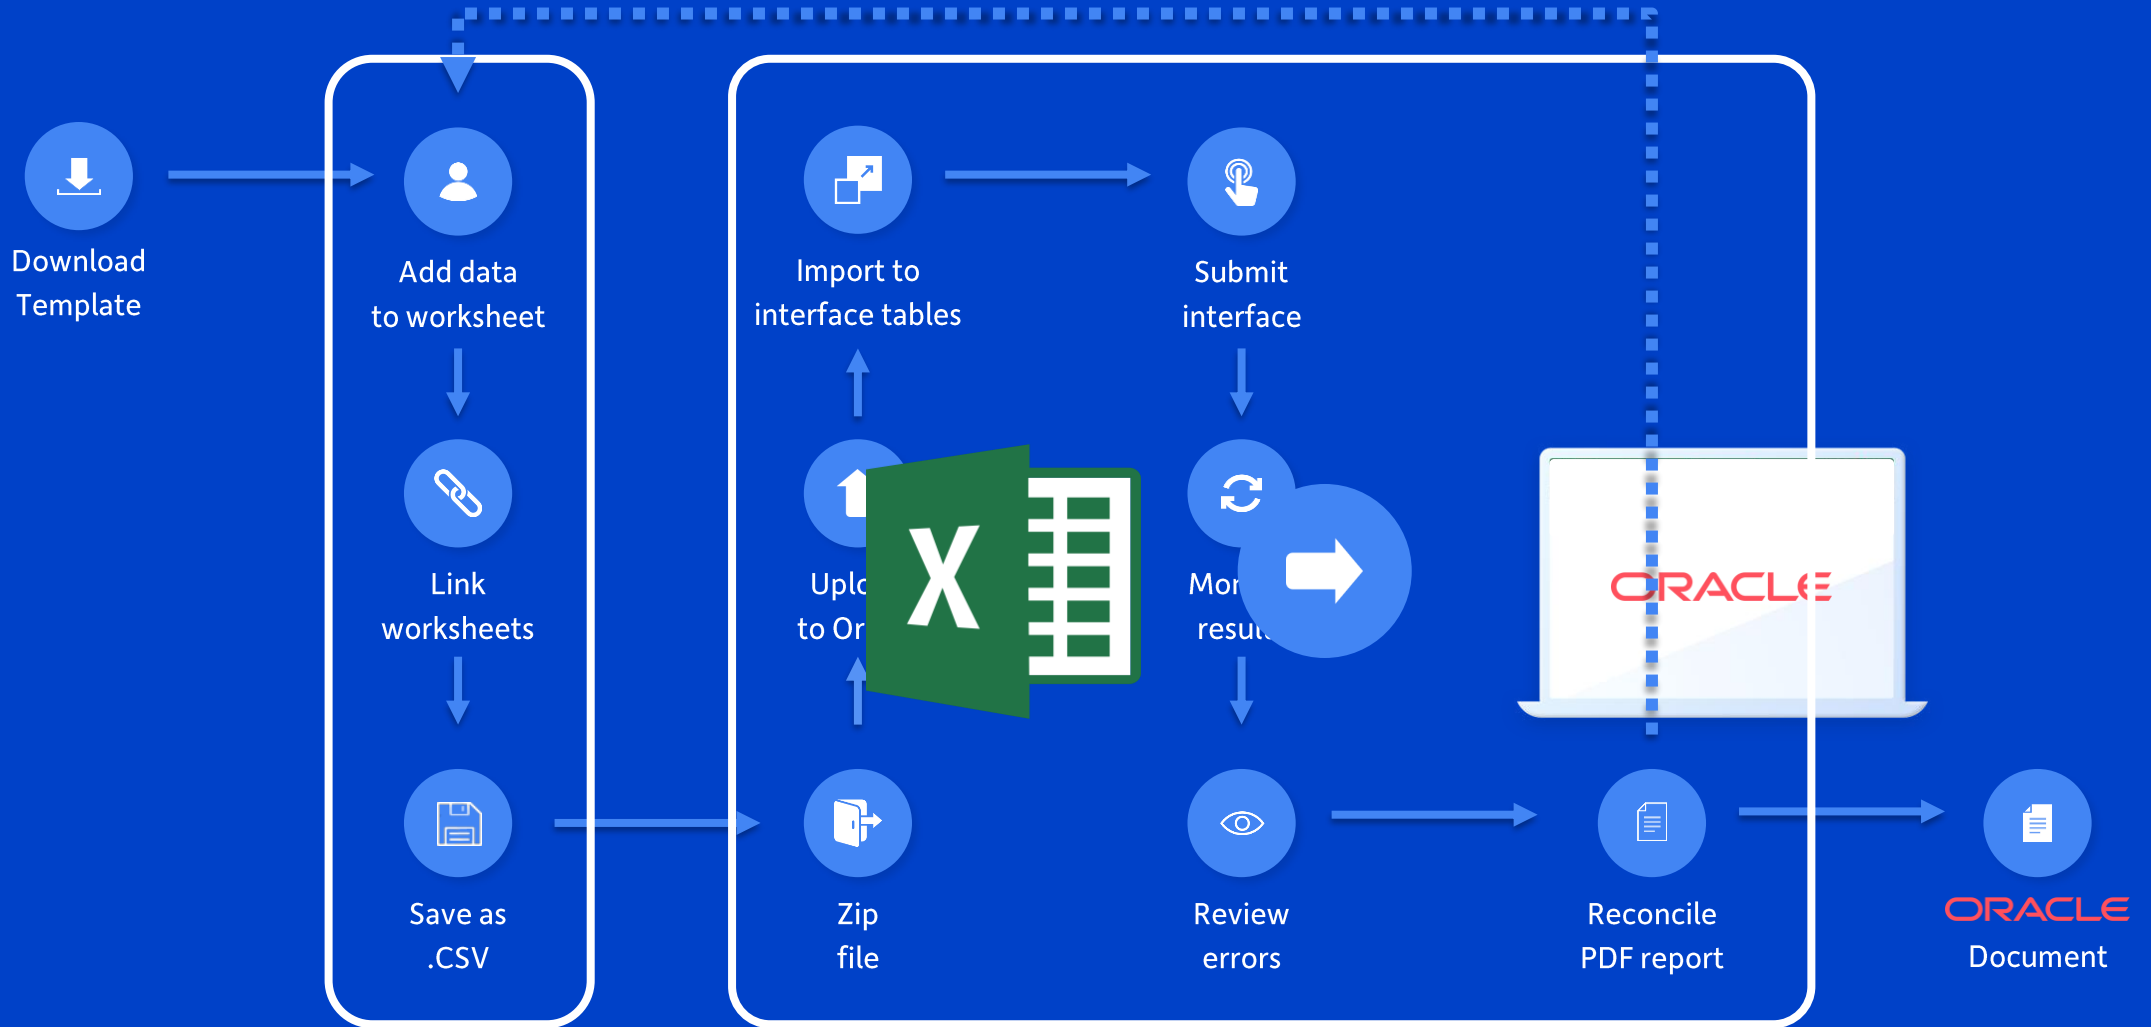 Download
Template
Add data
to worksheet
Link
worksheets
Save as
.CSV
Import to
interface tables
to
Zip
file
Submit
interface
Review
errors
X
ORACLE
Reconcile
PDF report
ORACLE
Document